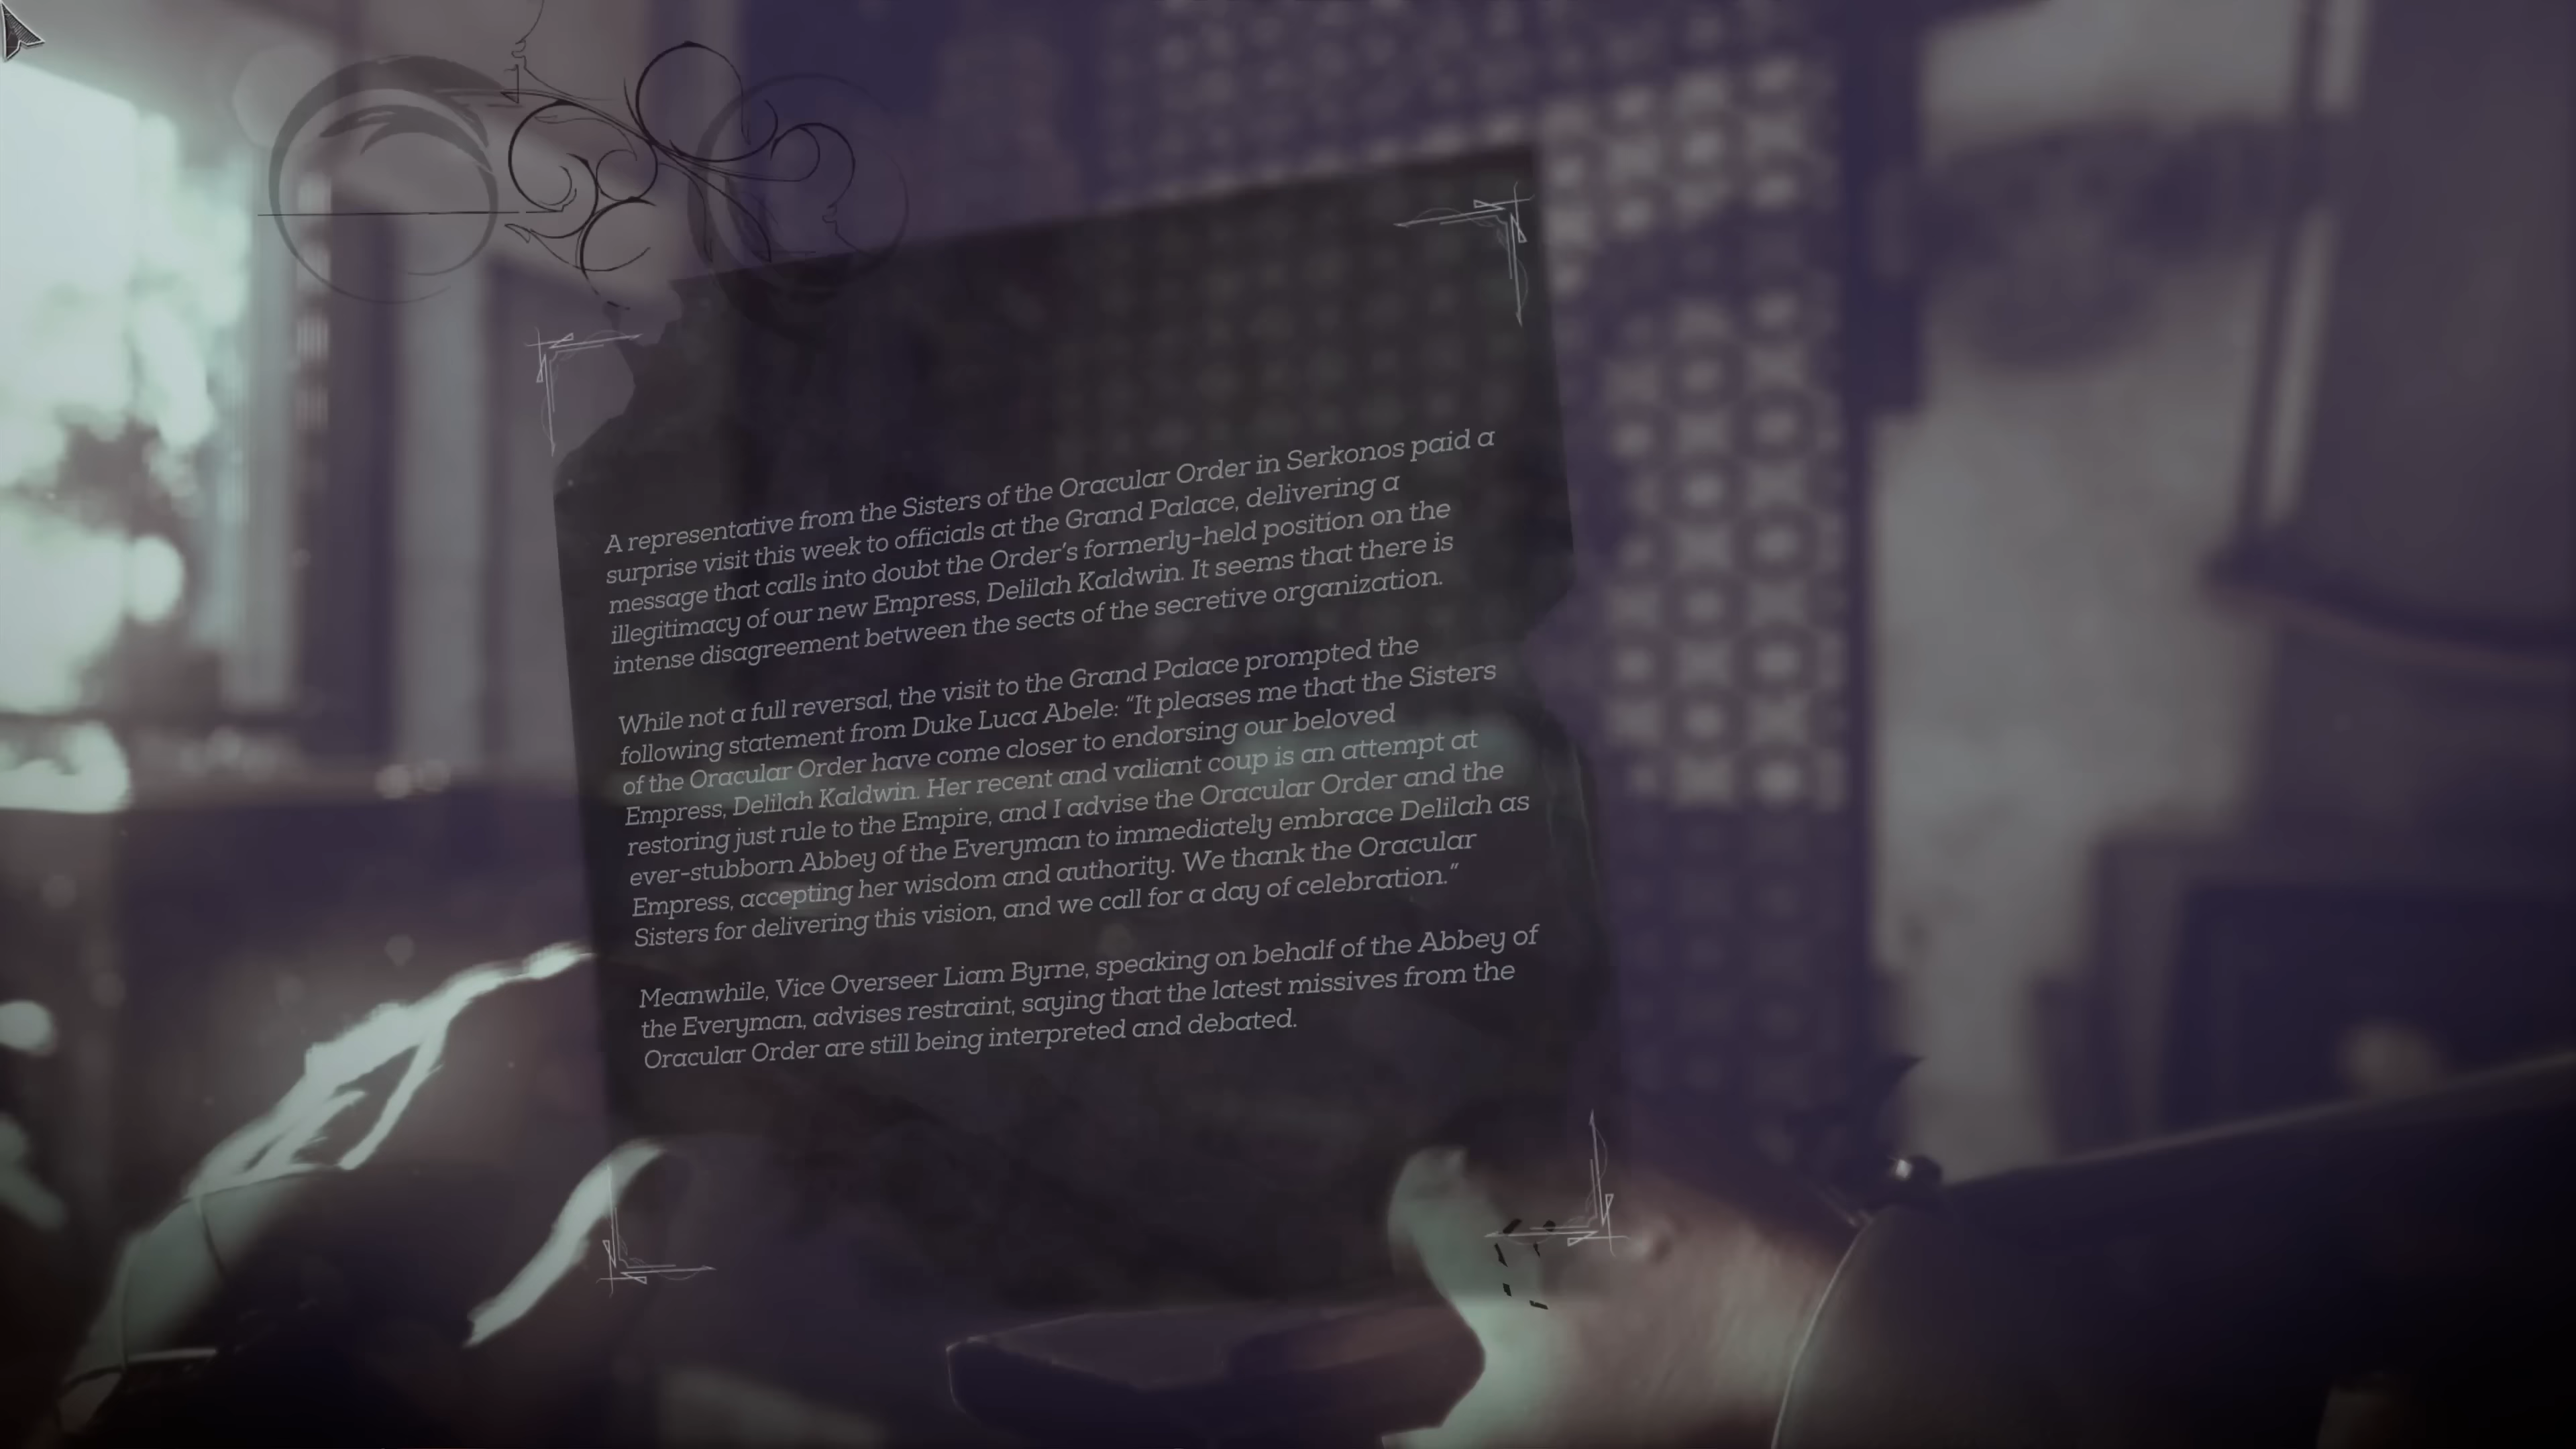 A representative from the Sisters of the Oracular Order in Serkonos paid a
surprise visit this week to officials at the Grand Palace, delivering a
message that calls into doubt the Order's formerly-held position on the
illegitimacy of our new Empress, Delilah Kaldwin. It seems that there is
intense disagreement between the sects of the secretive organization.
While not a full reversal, the visit to the Grand Palace prompted the
following statement from Duke Luca Abele: “It pleases me that the Sisters
of the Oracular Order have come closer to endorsing our beloved
Empress, Delilah Kaldwin. Her recent and valiant coup is an attempt at
restoring just rule to the Empire, and I advise the Oracular Order and the
ever-stubborn Abbey of the Everyman to immediately embrace Delilah as
Empress, accepting her wisdom and authority. We thank the Oracular
Sisters for delivering this vision, and we call for a day of celebration.”
Meanwhile, Vice Overseer Liam Byrne, speaking on behalf of the Abbey of
the Everyman, advises restraint, saying that the latest missives from the
Oracular Order are still being interpreted and debated.